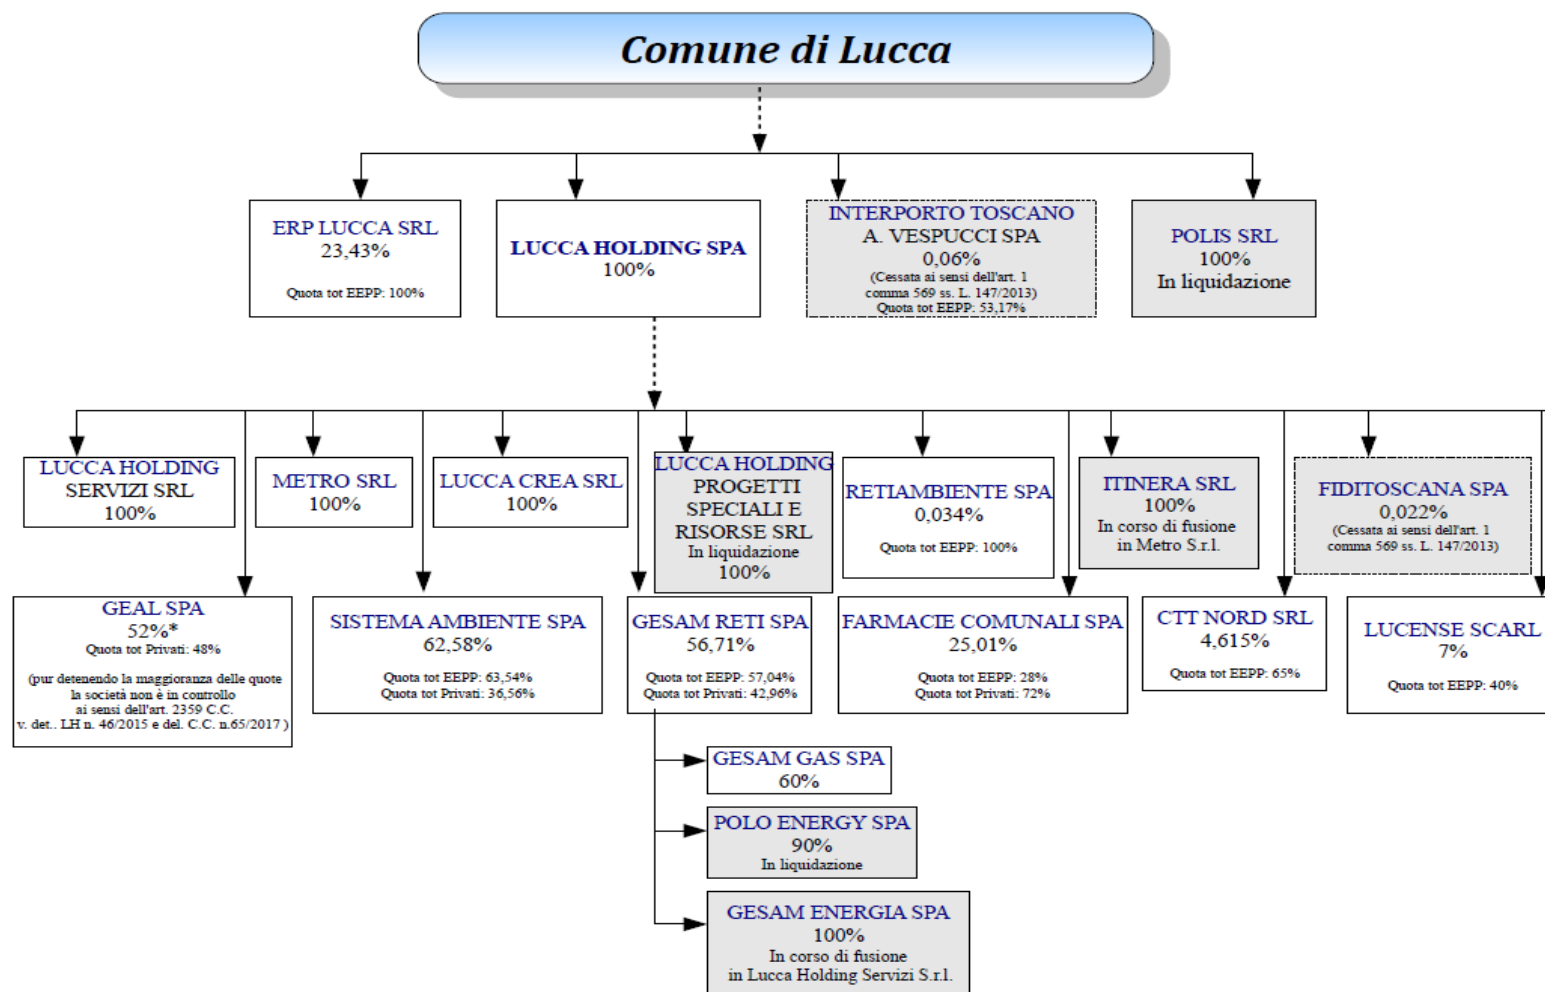 Comune di Lucca
ERP LUCCA SRL
23,43%
Quota tot EEPP: 100%
LUCCA HOLDING SPA
100%
INTERPORTO TOSCANO
A. VESPUCCI SPA
0,06%
(Cessata ai sensi dell'art. 1
comma 569 ss. L. 147/2013)
Quota tot EEPP: 53,17%
POLIS SRL
100%
In liquidazione
LUCCA HOLDING
SERVIZI SRL
100%
METRO SRL
100%
LUCCA CREA SRL
100%
LUCCA HOLDING
PROGETTI
SPECIALI E
RISORSE SRL
In liquidazione
100%
RETIAMBIENTE SPA
0,034%
Quota tot EEPP: 100%
ITINERA SRL
100%
In corso di fusione
in Metro S.r.l.
FIDITOSCANA SPA
0,022%
(Cessata ai sensi dell'art. 1
comma 569 ss. L. 147/2013)
GEAL SPA
52%*
Quota tot Privati: 48%
(pur detenendo la maggioranza delle quote
la società non è in controllo
ai sensi dell'art. 2359 C.C.
v. det.. LH n. 46/2015 e del. C.C. n.65/2017 )
SISTEMA AMBIENTE SPA
62,58%
Quota tot EEPP: 63,54%
Quota tot Privati: 36,56%
GESAM RETI SPA
56,71%
Quota tot EEPP: 57,04%
Quota tot Privati: 42,96%
FARMACIE COMUNALI SPA
25,01%
Quota tot EEPP: 28%
Quota tot Privati: 72%
CTT NORD SRL
4,615%
Quota tot EEPP: 65%
LUCENSE SCARL
7%
Quota tot EEPP: 40%
GESAM GAS SPA
60%
POLO ENERGY SPA
90%
In liquidazione
GESAM ENERGIA SPA
100%
In corso di fusione
in Lucca Holding Servizi S.r.l.